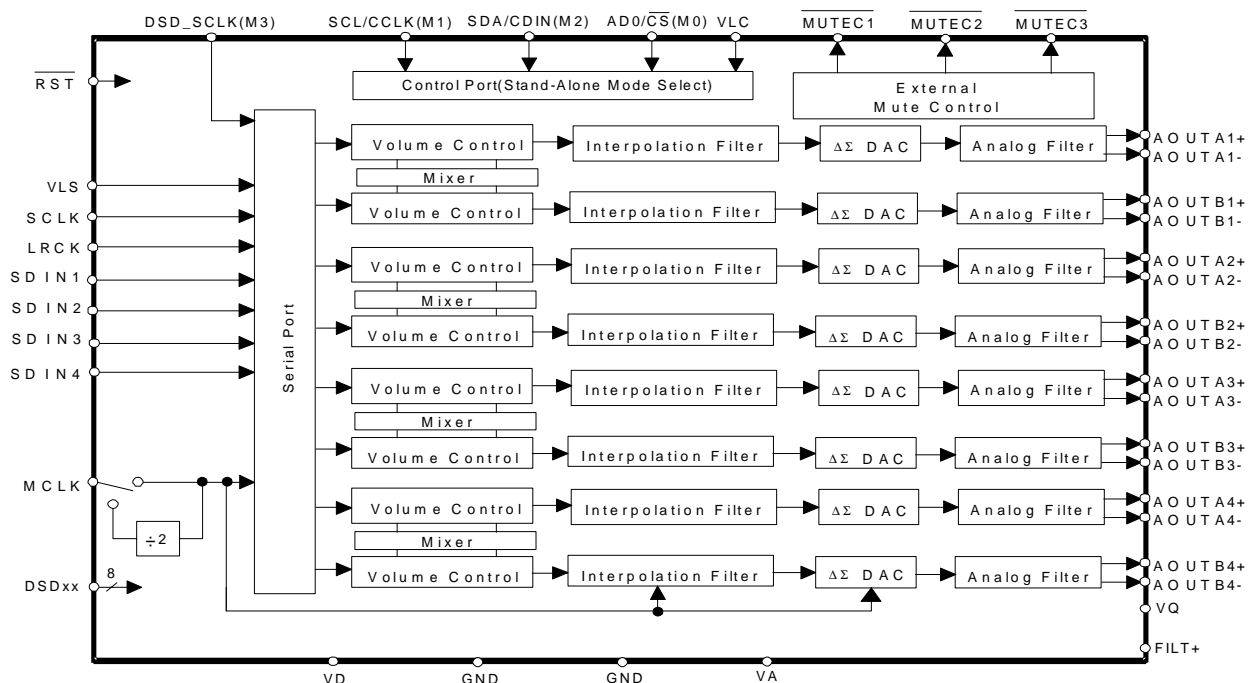 DSD_SCLK(M3)
SCL/CCLK(M1)
SDA/CDIN(M2)
AD0/CS(M0)
VLC
MUTEC1
MUTEC2
MUTEC3
RST
Control Port(Stand-Alone Mode Select)
External
Mute Control
Serial Port
VLS
SCLK
LRCK
SDIN1
SDIN2
SDIN3
SDIN4
MCLK
÷2
DSDxx
8
Volume Control
Interpolation Filter
ΔΣ DAC
Analog Filter
AOUTA1+
AOUTA1-
Mixer
Volume Control
Interpolation Filter
ΔΣ DAC
Analog Filter
AOUTB1+
AOUTB1-
Volume Control
Interpolation Filter
ΔΣ DAC
Analog Filter
AOUTA2+
AOUTA2-
Mixer
Volume Control
Interpolation Filter
ΔΣ DAC
Analog Filter
AOUTB2+
AOUTB2-
Volume Control
Interpolation Filter
ΔΣ DAC
Analog Filter
AOUTA3+
AOUTA3-
Mixer
Volume Control
Interpolation Filter
ΔΣ DAC
Analog Filter
AOUTB3+
AOUTB3-
Volume Control
Interpolation Filter
ΔΣ DAC
Analog Filter
AOUTA4+
AOUTA4-
Mixer
Volume Control
Interpolation Filter
ΔΣ DAC
Analog Filter
AOUTB4+
AOUTB4-
VQ
FILT+
VD
GND
GND
VA